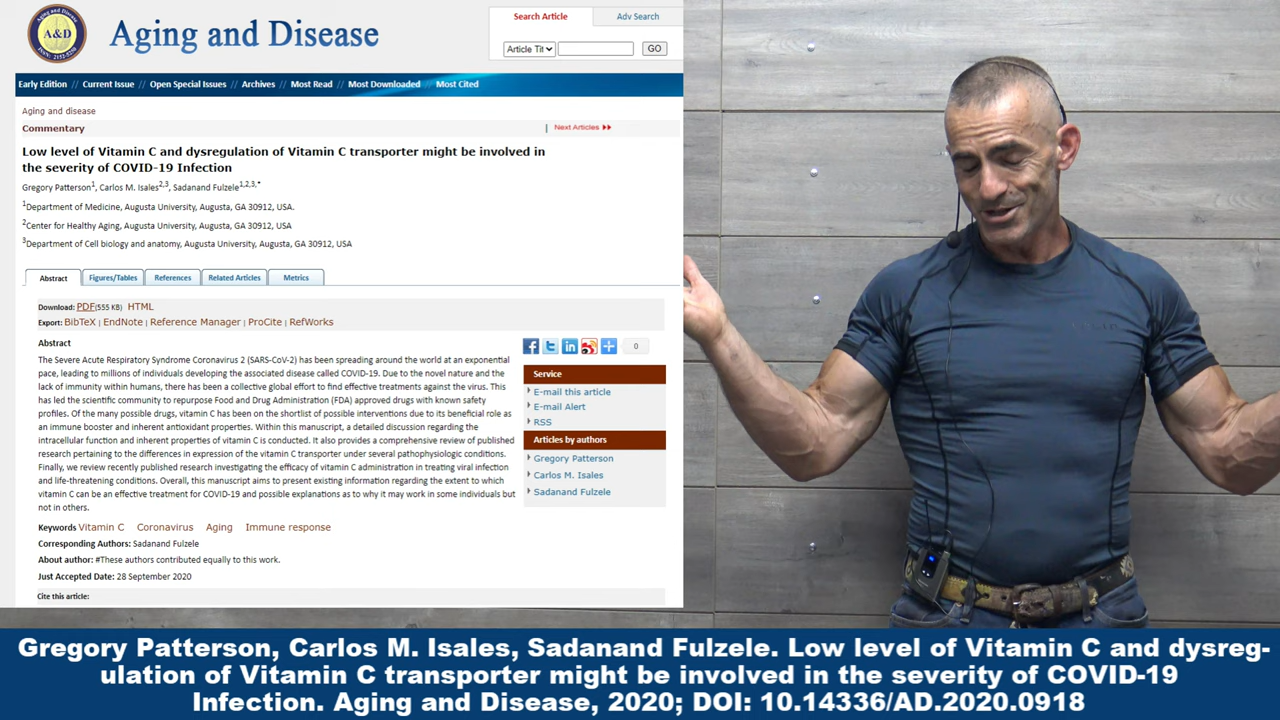 Aging and Disease
A&D
Aging and Disease
Search Article
Adv Search
Article Titl
GO
Early Edition // Current Issue // Open Special Issues // Archives // Most Read // Most Downloaded // Most Cited
Aging and disease
Commentary
| Next Articles
Low level of Vitamin C and dysregulation of Vitamin C transporter might be involved in
the severity of COVID-19 Infection
Gregory Patterson1, Carlos M. Isales2,3, Sadanand Fulzele1,2,3,*
1Department of Medicine, Augusta University, Augusta, GA 30912, USA.
2Center for Healthy Aging, Augusta University, Augusta, GA 30912, USA
3Department of Cell biology and anatomy, Augusta University, Augusta, GA 30912, USA
Abstract
Figures/Tables
References
Related Articles
Metrics
Download: PDF(555 KB) HTML
Export: BibTeX | EndNote | Reference Manager | ProCite | RefWorks
Abstract
The Severe Acute Respiratory Syndrome Coronavirus 2 (SARS-CoV-2) has been spreading around the world at an exponential
pace, leading to millions of individuals developing the associated disease called COVID-19. Due to the novel nature and the
lack of immunity within humans, there has been a collective global effort to find effective treatments against the virus. This
has led the scientific community to repurpose Food and Drug Administration (FDA) approved drugs with known safety
profiles. Of the many possible drugs, vitamin C has been on the shortlist of possible interventions due to its beneficial role as
an immune booster and inherent antioxidant properties. Within this manuscript, a detailed discussion regarding the
intracellular function and inherent properties of vitamin C is conducted. It also provides a comprehensive review of published
research pertaining to the differences in expression of the vitamin C transporter under several pathophysiologic conditions.
Finally, we review recently published research investigating the efficacy of vitamin C administration in treating viral infection
and life-threatening conditions. Overall, this manuscript aims to present existing information regarding the extent to which
vitamin C can be an effective treatment for COVID-19 and possible explanations as to why it may work in some individuals but
not in others.
0
Service
E-mail this article
E-mail Alert
RSS
Articles by authors
Gregory Patterson
Carlos M. Isales
Sadanand Fulzele
Keywords Vitamin C Coronavirus Aging Immune response
Corresponding Authors: Sadanand Fulzele
About author: #These authors contributed equally to this work.
Just Accepted Date: 28 September 2020
Cite this article:
Gregory Patterson, Carlos M. Isales, Sadanand Fulzele. Low level of Vitamin C and dysreg-
ulation of Vitamin C transporter might be involved in the severity of COVID-19
Infection. Aging and Disease, 2020; DOI: 10.14336/AD.2020.0918